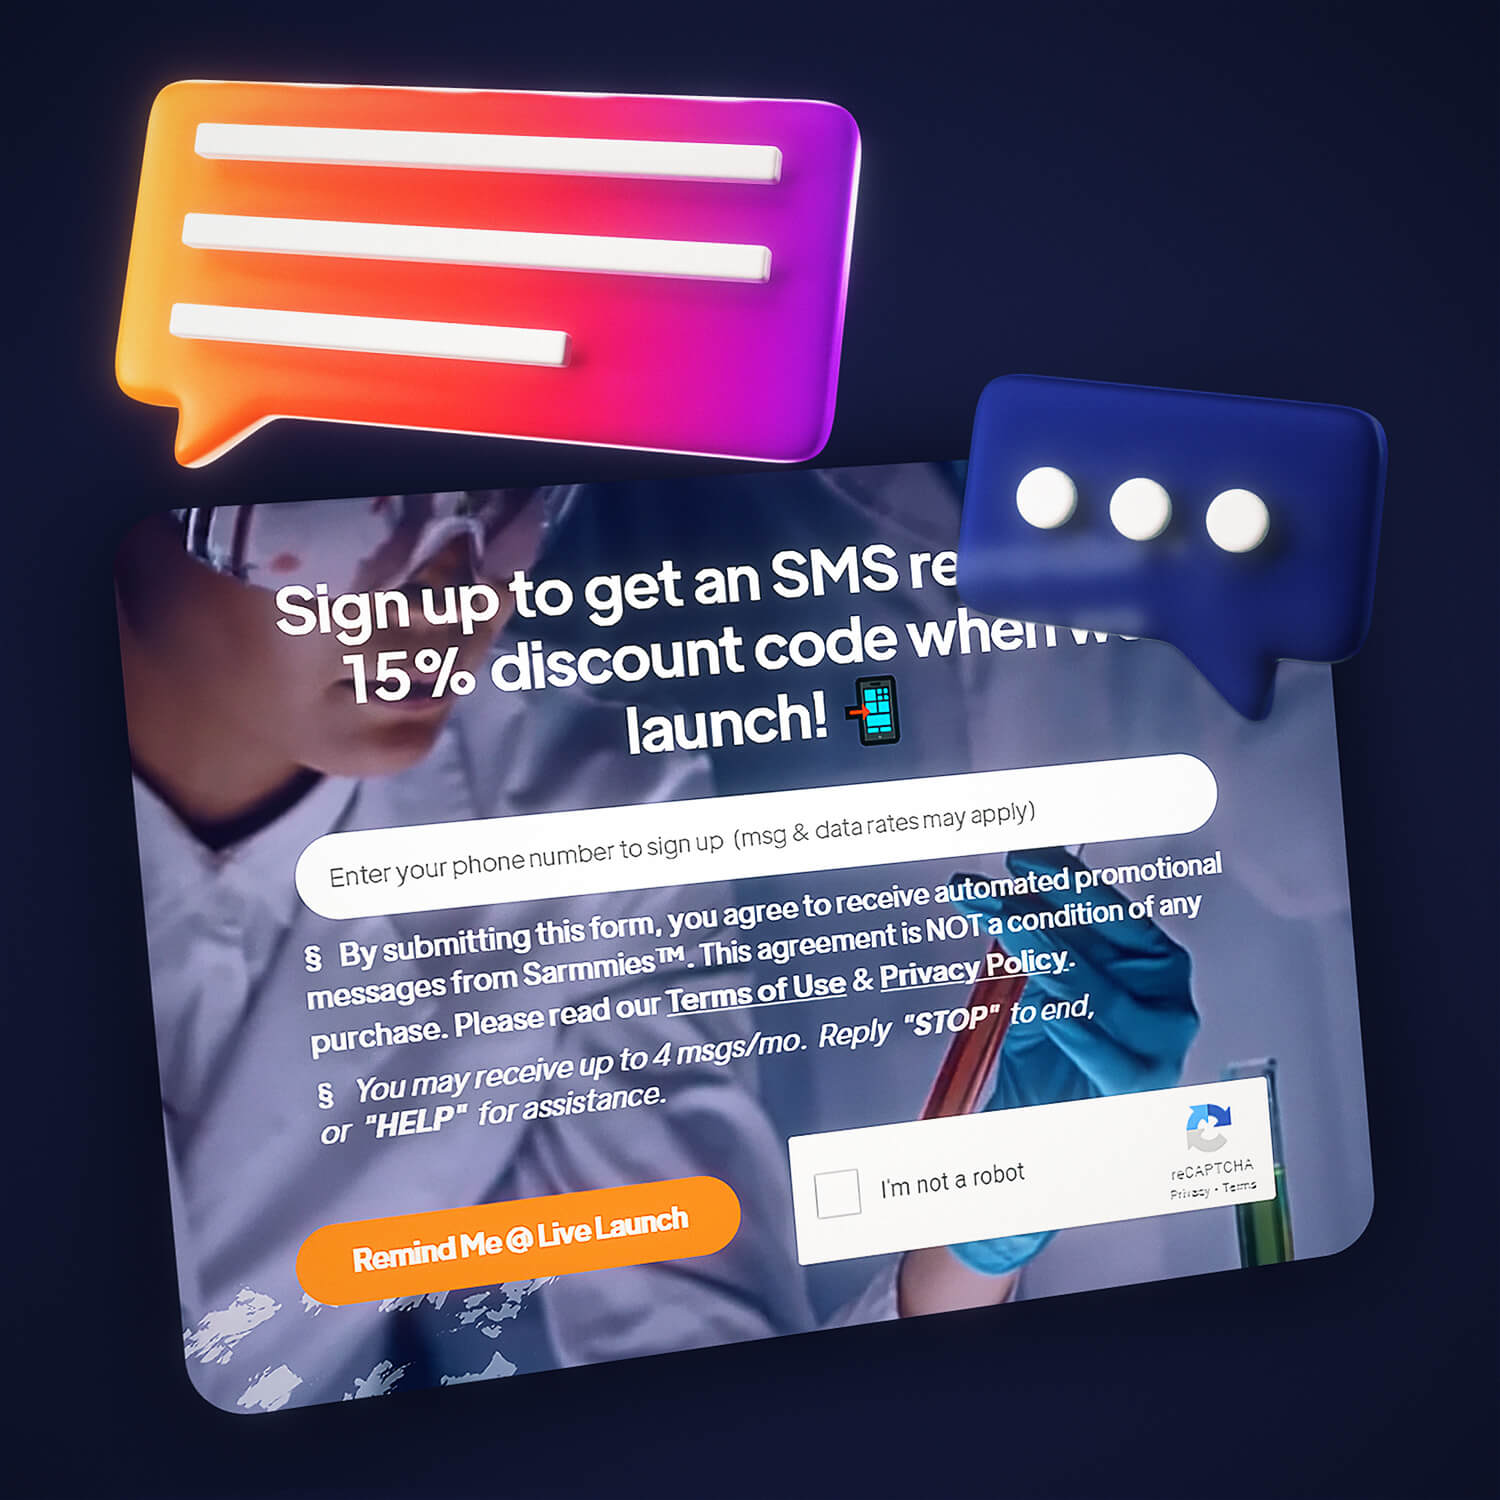 Sign up to get an SMS
15% discount code when
launch!
Enter your phone number to sign up (msg & data rates may apply)
§ By submitting this form, you agree to receive automated promotional
messages from Sarmmies™. This agreement is NOT a condition of any
purchase. Please read our Terms of Use & Privacy Policy.
§ You may receive up to 4 msgs/mo. Reply "STOP" to end,
or "HELP" for assistance.
I'm not a robot
reCAPTCHA
Privacy • Terms
Remind Me @ Live Launch